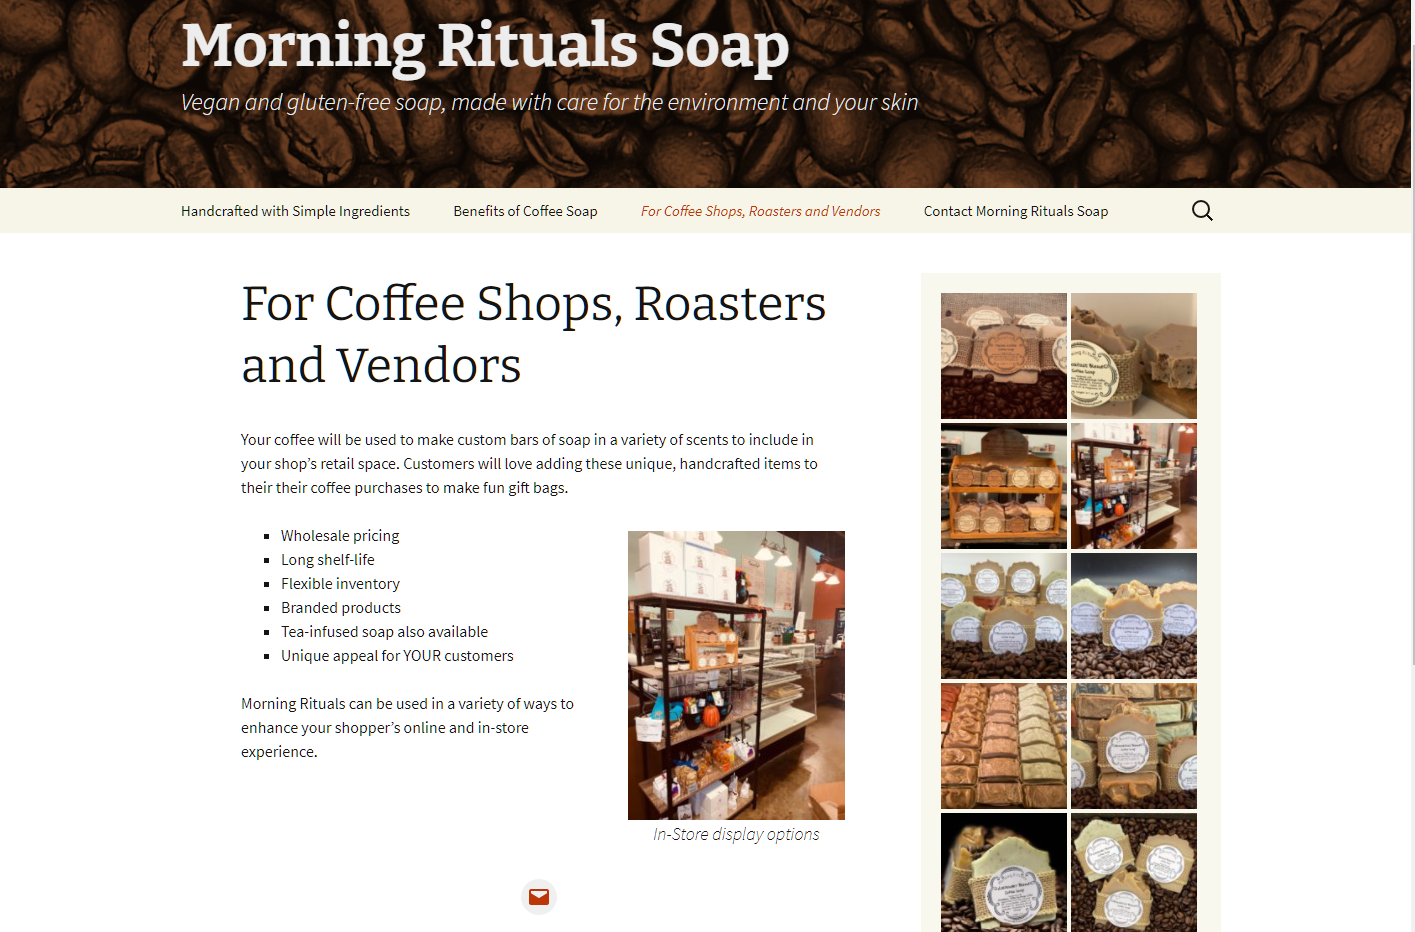 Morning Rituals Soap
Vegan and gluten-free soap, made with care for the environment and your skin
Handcrafted with Simple Ingredients
Benefits of Coffee Soap
For Coffee Shops, Roasters and Vendors
Contact Morning Rituals Soap
For Coffee Shops, Roasters
and Vendors
Your coffee will be used to make custom bars of soap in a variety of scents to include in
your shop’s retail space. Customers will love adding these unique, handcrafted items to
their their coffee purchases to make fun gift bags.
Wholesale pricing
Long shelf-life
Flexible inventory
Branded products
Tea-infused soap also available
Unique appeal for YOUR customers
Morning Rituals can be used in a variety of ways to
enhance your shopper’s online and in-store
experience.
In-Store display options
Coffee Soap